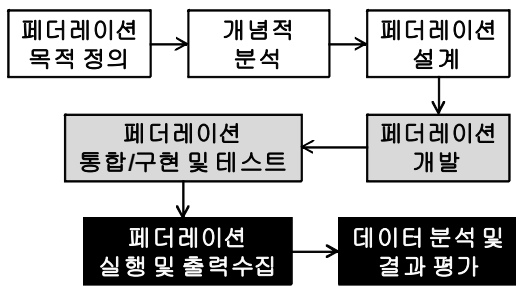 페더레이션
목적 정의
개념적
분석
페더레이션
설계
페더레이션
개발
페더레이션
통합/구현 및 테스트
페더레이션
실행 및 출력수집
데이터 분석 및
결과 평가